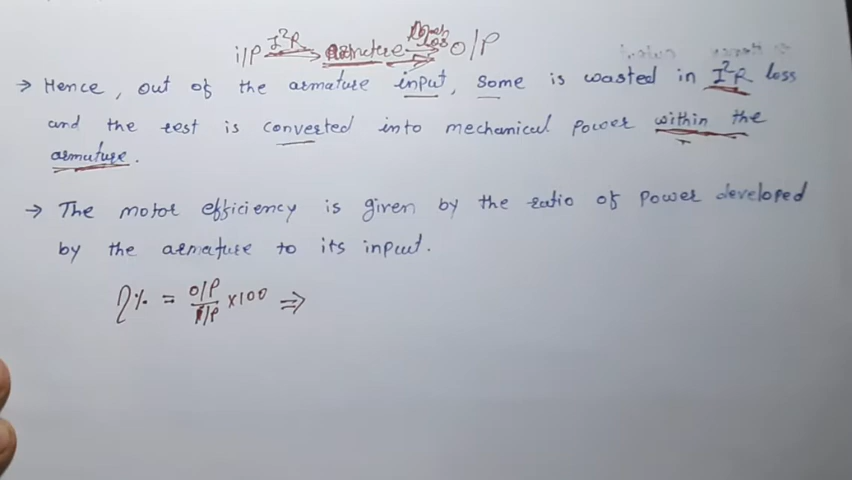 i/P I²R → armature → Mech loss O/P
→ Hence, out of the armature input, some is wasted in I²R loss
and the rest is converted into mechanical power within the
armature.
→ The motor efficiency is given by the ratio of power developed
by the armature to its input.
η% = O/P / I/P × 100 ⇒